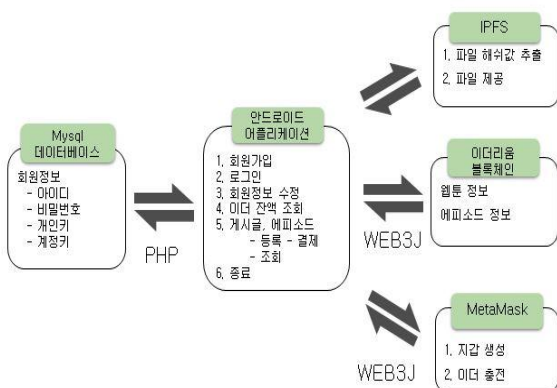 Mysql
데이터베이스
회원정보
- 아이디
- 비밀번호
- 개인키
- 계정키
PHP
안드로이드
어플리케이션
1. 회원가입
2. 로그인
3. 회원정보 수정
4. 이더 잔액 조회
5. 게시글, 에피소드
- 등록 - 결제
- 조회
6. 종료
IPFS
1. 파일 해쉬값 추출
2. 파일 제공
WEB3J
이더리움
블록체인
웹툰 정보
에피소드 정보
WEB3J
MetaMask
1. 지갑 생성
2. 이더 충전